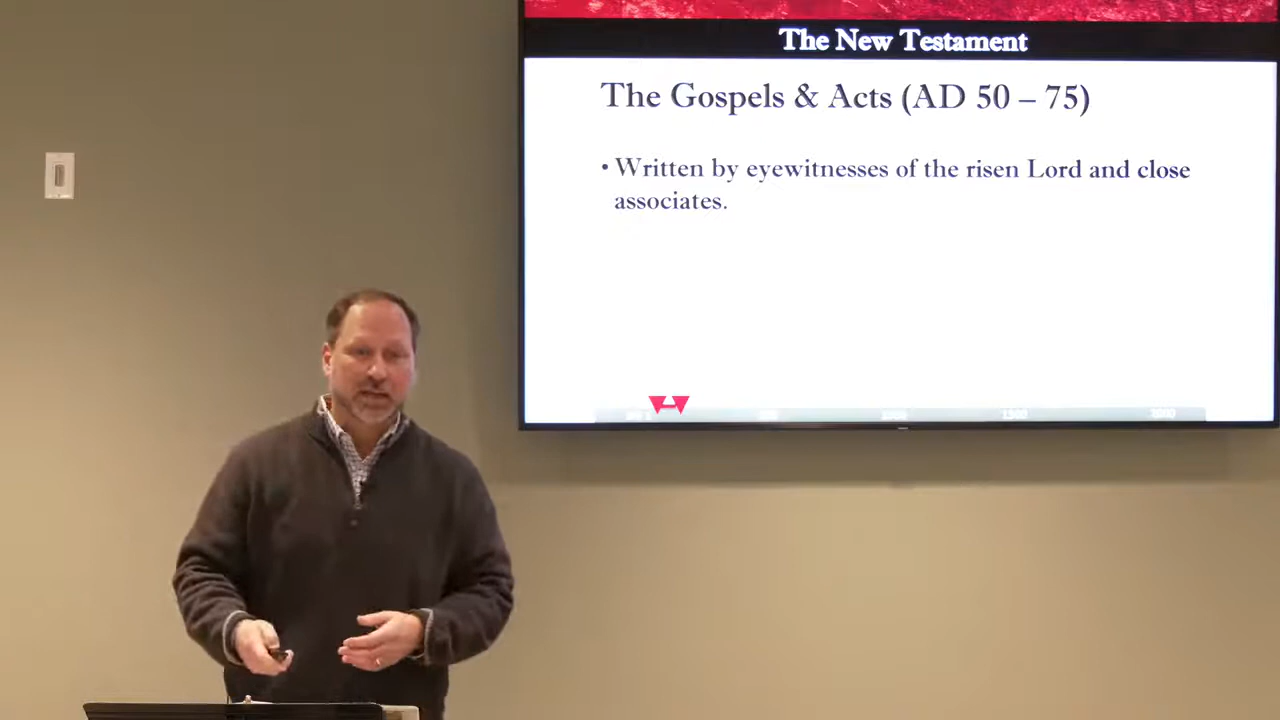 The New Testament
The Gospels & Acts (AD 50 – 75)
• Written by eyewitnesses of the risen Lord and close
associates.